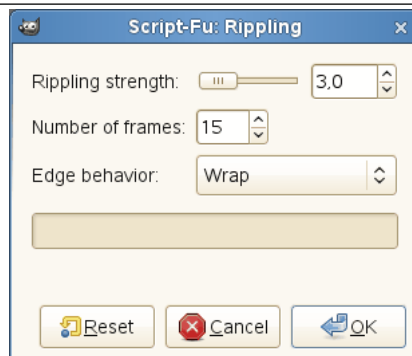 Script-Fu: Rippling
Rippling strength: 3,0
Number of frames: 15
Edge behavior: Wrap
Reset Cancel OK